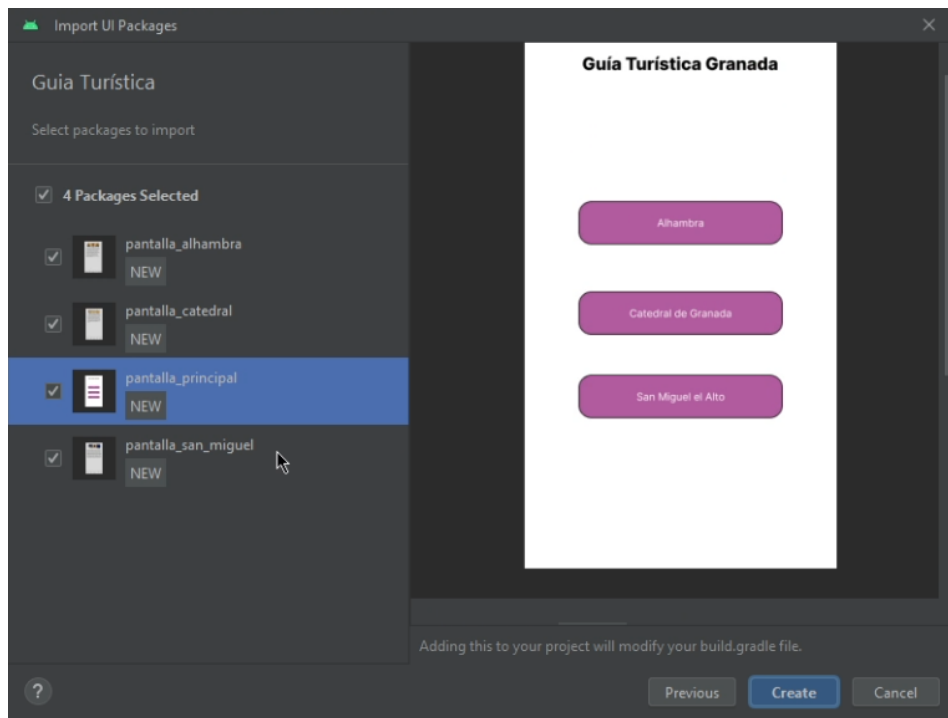 Import UI Packages
Guia Turística
Select packages to import
4 Packages Selected
pantalla_alhambra
NEW
pantalla_catedral
NEW
pantalla_principal
NEW
pantalla_san_miguel
NEW
Guía Turística Granada
Alhambra
Catedral de Granada
San Miguel el Alto
Adding this to your project will modify your build.gradle file.
?
Previous
Create
Cancel